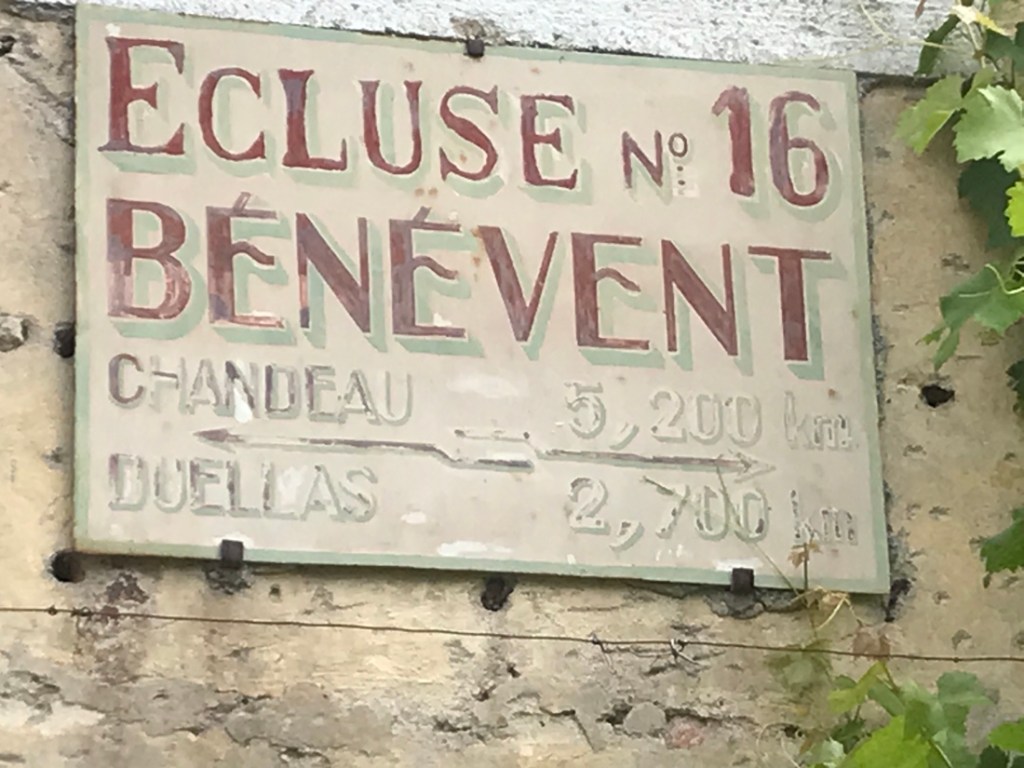 ECLUSE No 16
BÉNÉVENT
CHANDEAU 5,200 km
DUELLAS 2,700 km